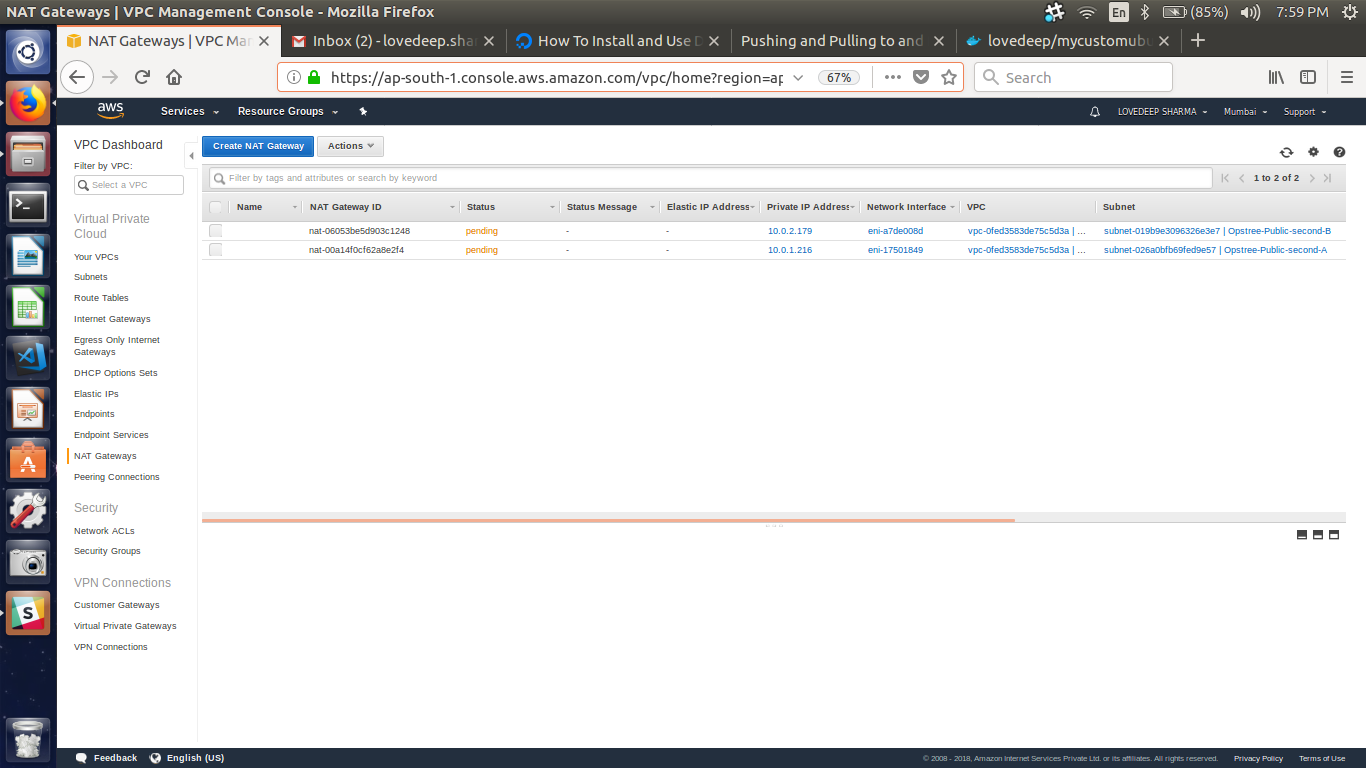 NAT Gateways | VPC Management Console - Mozilla Firefox
En
(85%)
7:59 PM
NAT Gateways | VPC Mar
Inbox (2) - lovedeep.sha
How To Install and Use D
Pushing and Pulling to and
lovedeep/mycustomubu
https://ap-south-1.console.aws.amazon.com/vpc/home?region=ap
67%
Search
aws
Services
Resource Groups
LOVEDEEP SHARMA
Mumbai
Support
VPC Dashboard
Filter by VPC:
Select a VPC
Virtual Private
Cloud
Your VPCs
Subnets
Route Tables
Internet Gateways
Egress Only Internet
Gateways
DHCP Options Sets
Elastic IPs
Endpoints
Endpoint Services
NAT Gateways
Peering Connections
Security
Network ACLs
Security Groups
VPN Connections
Customer Gateways
Virtual Private Gateways
VPN Connections
Create NAT Gateway
Actions
Filter by tags and attributes or search by keyword
1 to 2 of 2
Name NAT Gateway ID Status Status Message Elastic IP Address Private IP Address Network Interface VPC Subnet
nat-06053be5d903c1248 pending - - 10.0.2.179 eni-a7de008d vpc-0fed3583de75c5d3a | ... subnet-019b9e3096326e3e7 | Opstree-Public-second-B
nat-00a14f0cf62a8e2f4 pending - - 10.0.1.216 eni-17501849 vpc-0fed3583de75c5d3a | ... subnet-026a0bfb69fed9e57 | Opstree-Public-second-A
Feedback
English (US)
© 2008 - 2018, Amazon Internet Services Private Ltd. or its affiliates. All rights reserved.
Privacy Policy
Terms of Use